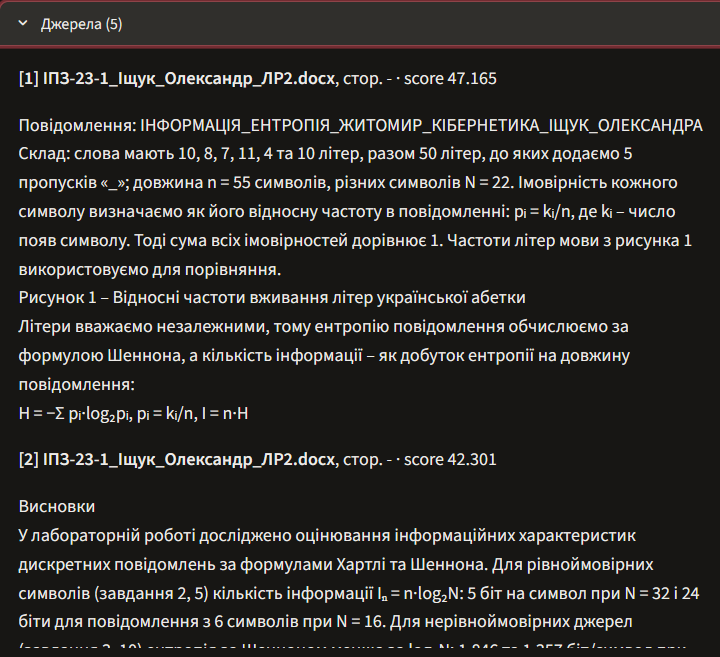 Джерела (5)
[1] ІПЗ-23-1_Іщук_Олександр_ЛР2.docx, стор. - · score 47.165
Повідомлення: ІНФОРМАЦІЯ_ЕНТРОПІЯ_ЖИТОМИР_КІБЕРНЕТИКА_ІЩУК_ОЛЕКСАНДРА
Склад: слова мають 10, 8, 7, 11, 4 та 10 літер, разом 50 літер, до яких додаємо 5
пропусків «_»; довжина n = 55 символів, різних символів N = 22. Імовірність кожного
символу визначаємо як його відносну частоту в повідомленні: pᵢ = kᵢ/n, де kᵢ – число
появ символу. Тоді сума всіх імовірностей дорівнює 1. Частоти літер мови з рисунка 1
використовуємо для порівняння.
Рисунок 1 – Відносні частоти вживання літер української абетки
Літери вважаємо незалежними, тому ентропію повідомлення обчислюємо за
формулою Шеннона, а кількість інформації – як добуток ентропії на довжину
повідомлення:
H = −Σ pᵢ·log₂pᵢ, pᵢ = kᵢ/n, I = n·H
[2] ІПЗ-23-1_Іщук_Олександр_ЛР2.docx, стор. - · score 42.301
Висновки
У лабораторній роботі досліджено оцінювання інформаційних характеристик
дискретних повідомлень за формулами Хартлі та Шеннона. Для рівноймовірних
символів (завдання 2, 5) кількість інформації Iₙ = n·log₂N: 5 біт на символ при N = 32 і 24
біти для повідомлення з 6 символів при N = 16. Для нерівноймовірних джерел